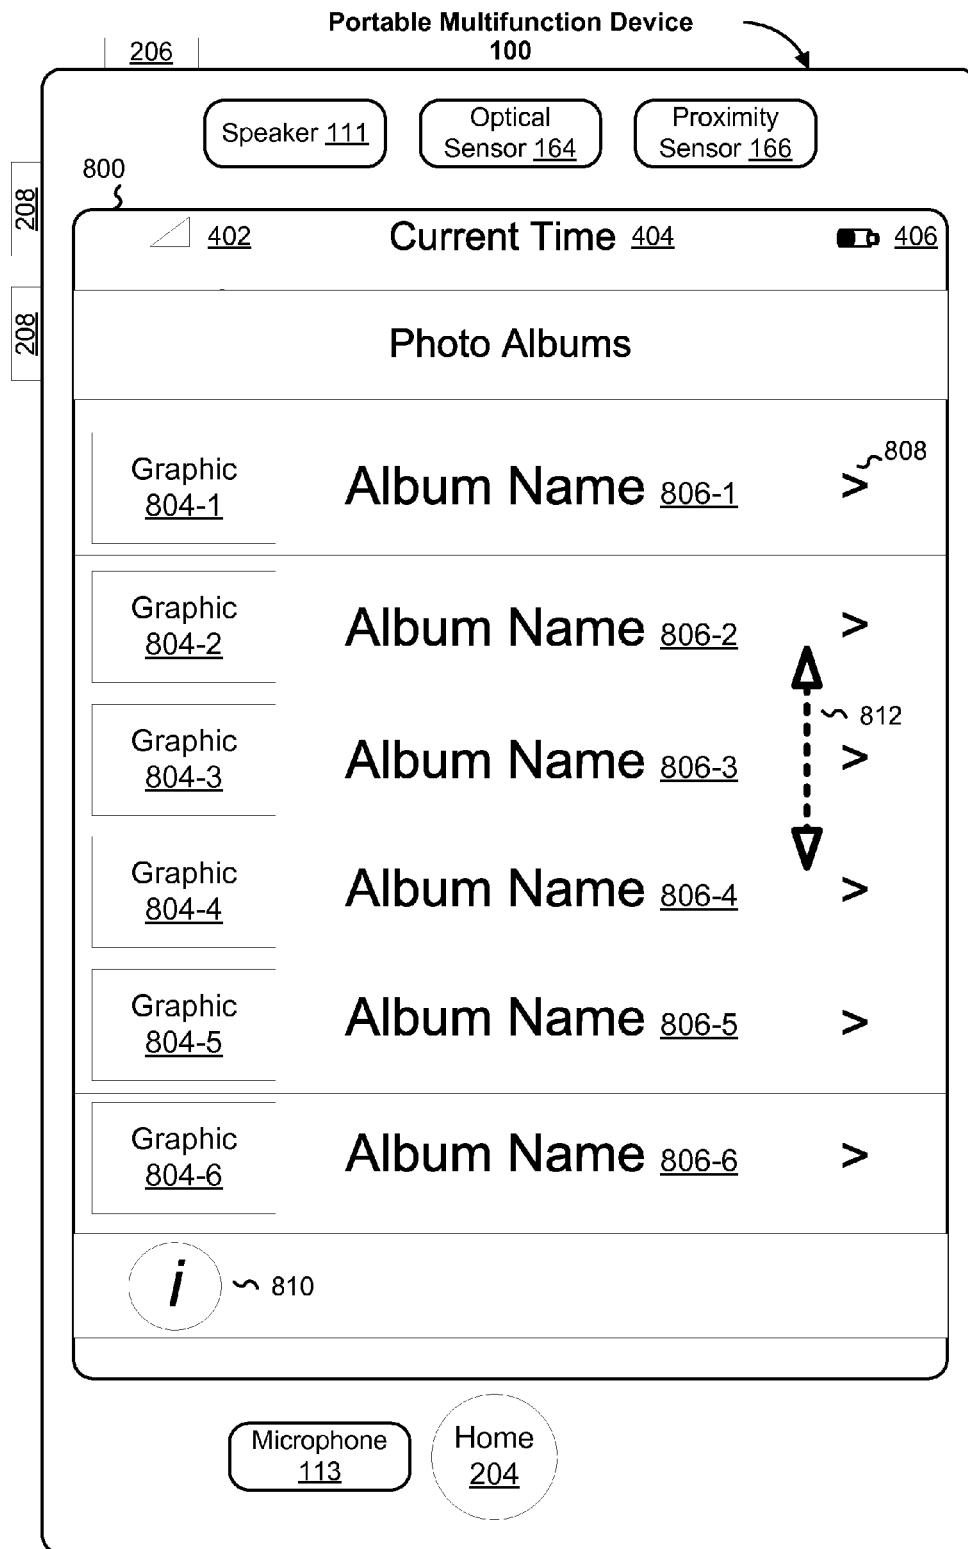 Portable Multifunction Device
100
206
Speaker 111
Optical
Sensor 164
Proximity
Sensor 166
800
208
402
Current Time 404
406
208
Photo Albums
Graphic
804-1
Album Name 806-1
>
808
Graphic
804-2
Album Name 806-2
>
812
Graphic
804-3
Album Name 806-3
>
Graphic
804-4
Album Name 806-4
>
Graphic
804-5
Album Name 806-5
>
Graphic
804-6
Album Name 806-6
>
i
810
Microphone
113
Home
204